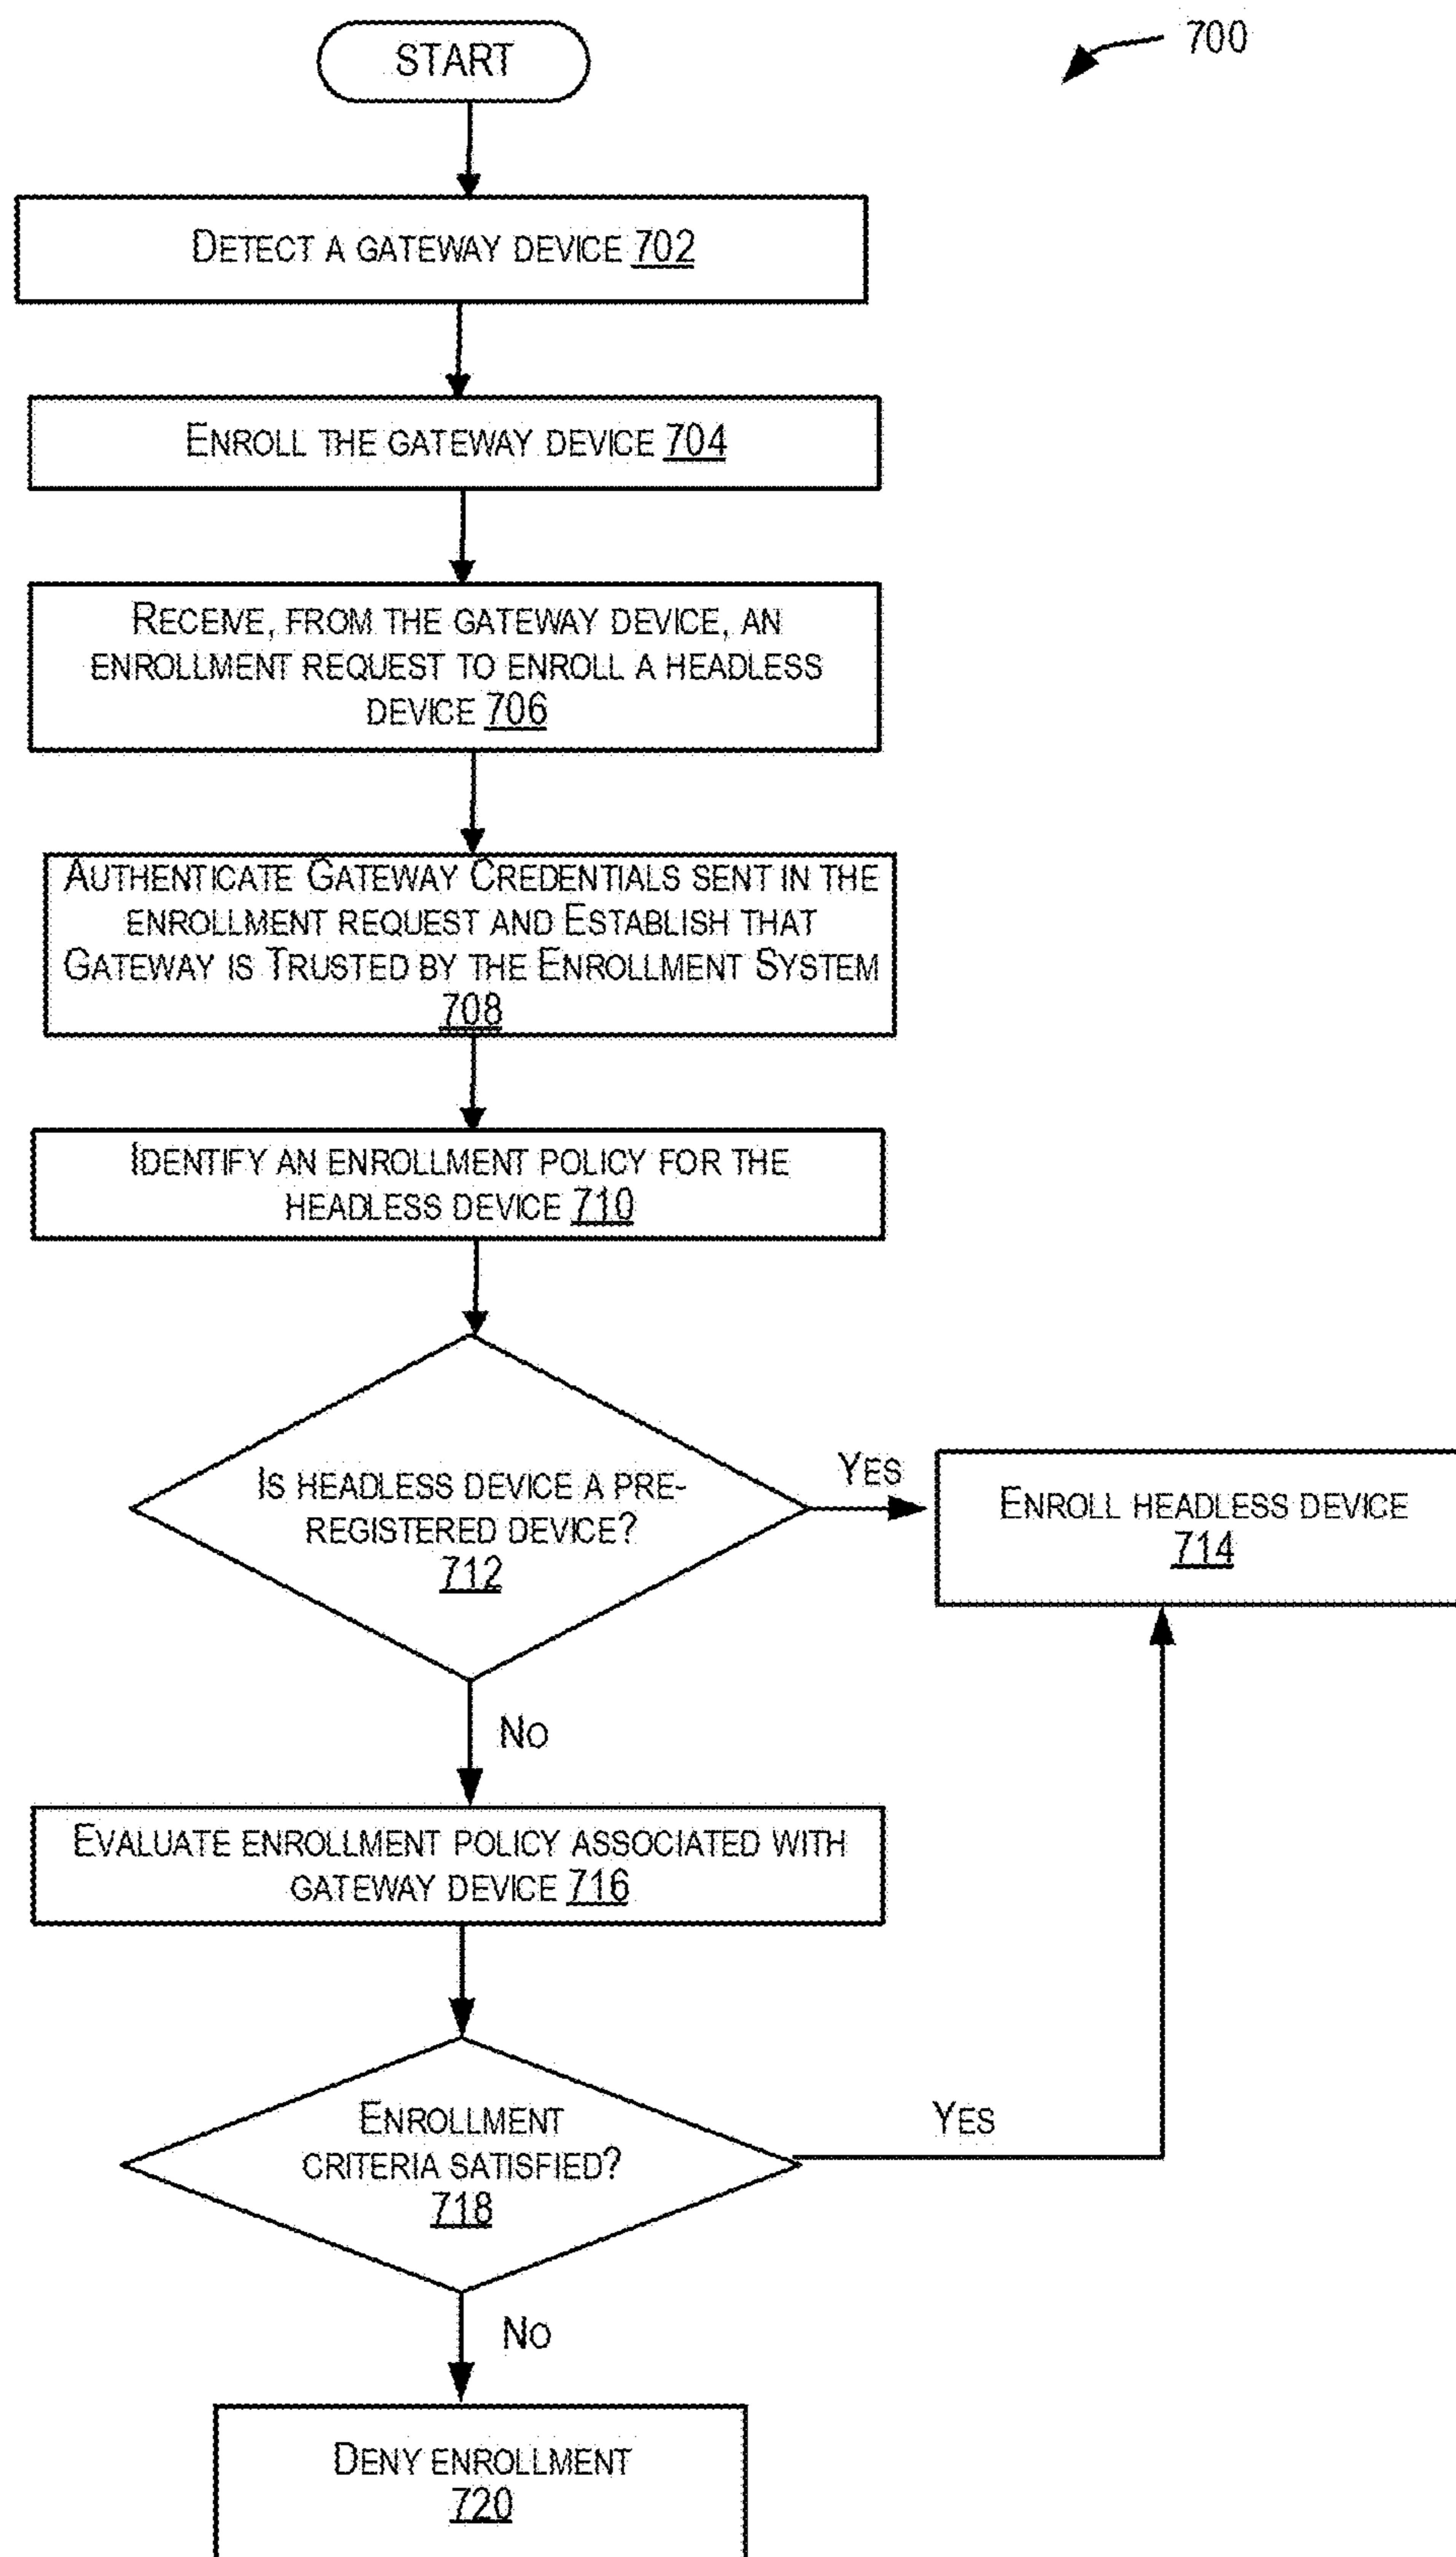 START
700
DETECT A GATEWAY DEVICE 702
ENROLL THE GATEWAY DEVICE 704
RECEIVE, FROM THE GATEWAY DEVICE, AN
ENROLLMENT REQUEST TO ENROLL A HEADLESS
DEVICE 706
AUTHENTICATE GATEWAY CREDENTIALS SENT IN THE
ENROLLMENT REQUEST AND ESTABLISH THAT
GATEWAY IS TRUSTED BY THE ENROLLMENT SYSTEM
708
IDENTIFY AN ENROLLMENT POLICY FOR THE
HEADLESS DEVICE 710
IS HEADLESS DEVICE A PRE-
REGISTERED DEVICE?
712
YES
ENROLL HEADLESS DEVICE
714
NO
EVALUATE ENROLLMENT POLICY ASSOCIATED WITH
GATEWAY DEVICE 716
ENROLLMENT
CRITERIA SATISFIED?
718
YES
NO
DENY ENROLLMENT
720